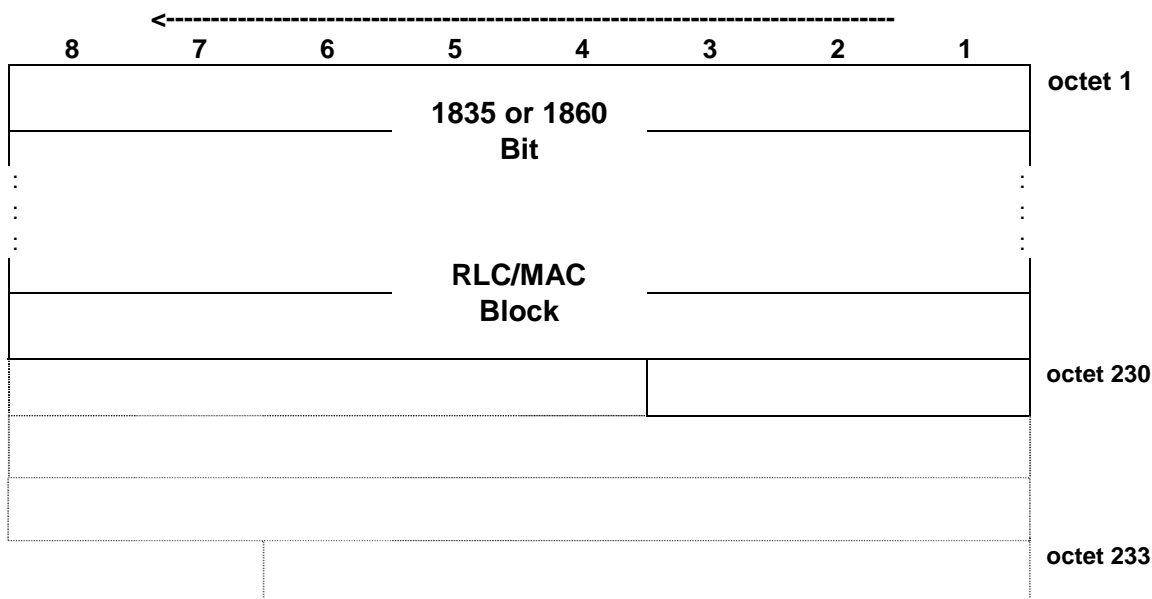 <---------------------------------------------------------------------------------
8 7 6 5 4 3 2 1
octet 1
1835 or 1860
Bit
: :
: :
: :
RLC/MAC
Block
octet 230
octet 233